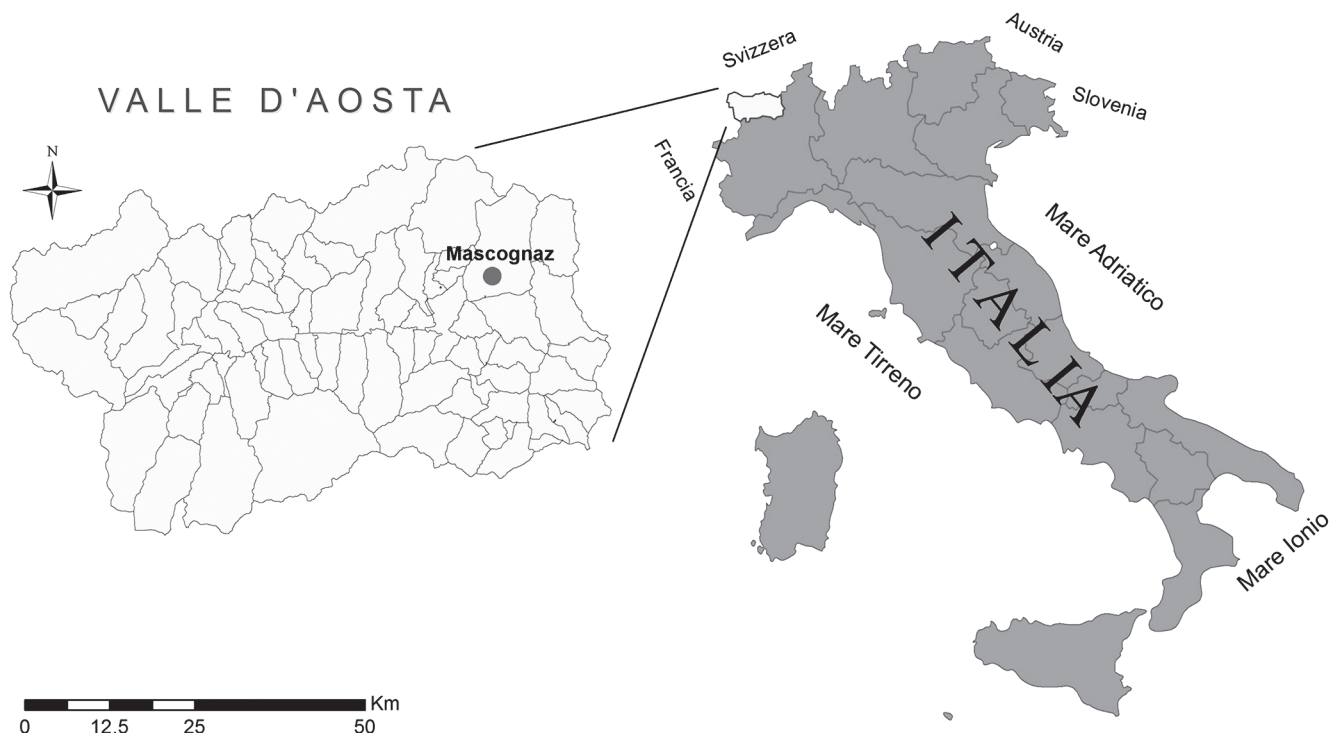 Austria
Svizzera
VALLE D'AOSTA
Slovenia
N
Francia
Mascognaz
ITALIA
Mare Adriatico
Mare Tirreno
Mare Ionio
Km
0 12,5 25 50